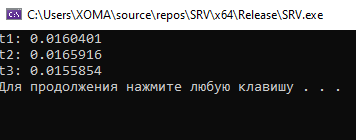 C:\Users\XOMA\source\repos\SRV\x64\Release\SRV.exe
t1: 0.0160401
t2: 0.0165916
t3: 0.0155854
Для продолжения нажмите любую клавишу . . .